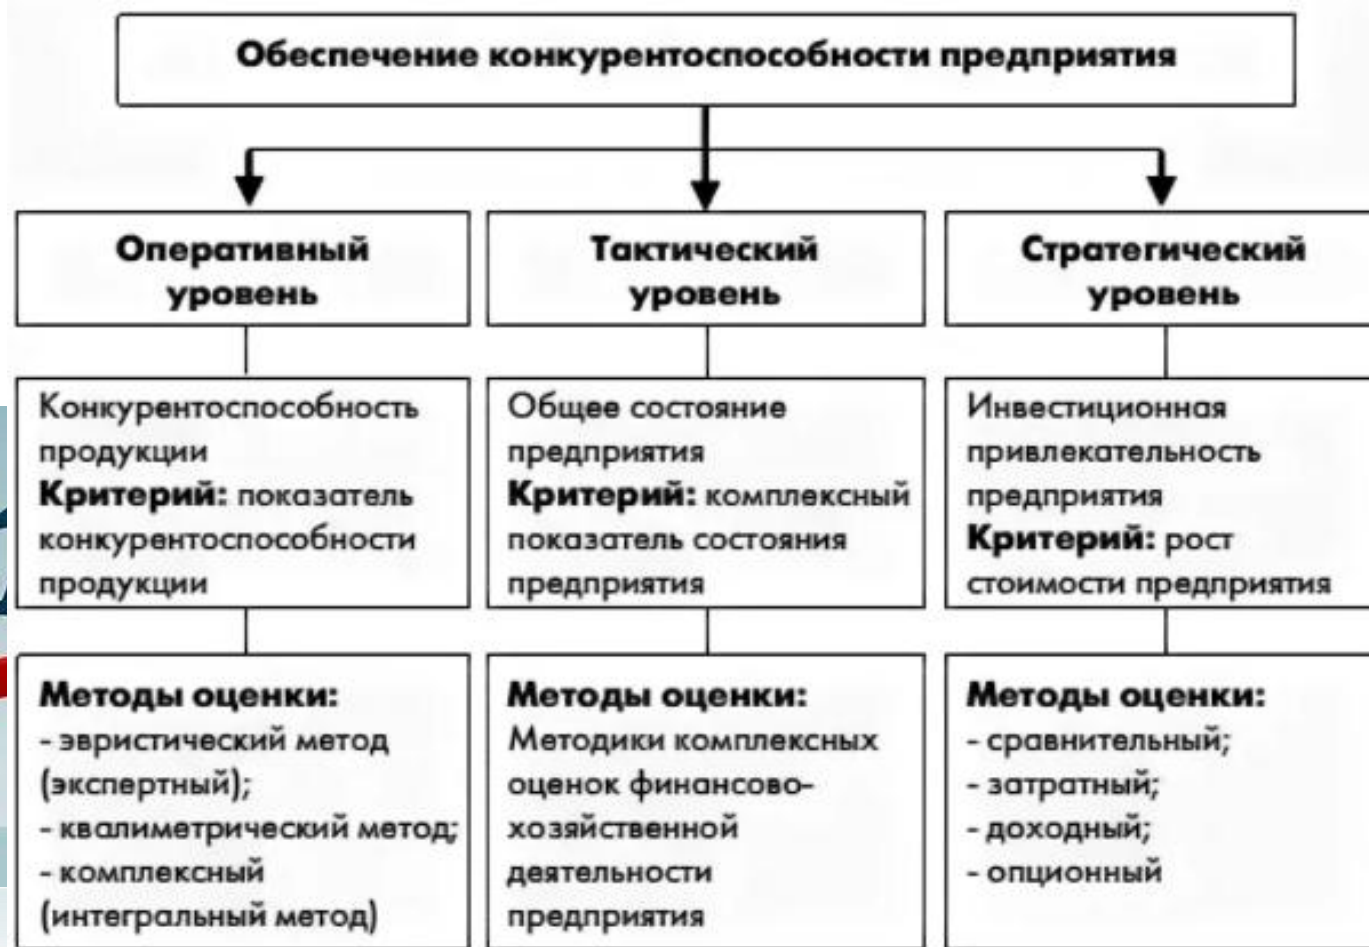 Обеспечение конкурентоспособности предприятия
Оперативный
уровень
Тактический
уровень
Стратегический
уровень
Конкурентоспособность
продукции
Критерий: показатель
конкурентоспособности
продукции
Общее состояние
предприятия
Критерий: комплексный
показатель состояния
предприятия
Инвестиционная
привлекательность
предприятия
Критерий: рост
стоимости предприятия
Методы оценки:
- эвристический метод
(экспертный);
- квалиметрический метод;
- комплексный
(интегральный метод)
Методы оценки:
Методики комплексных
оценок финансово-
хозяйственной
деятельности
предприятия
Методы оценки:
- сравнительный;
- затратный;
- доходный;
- опционный